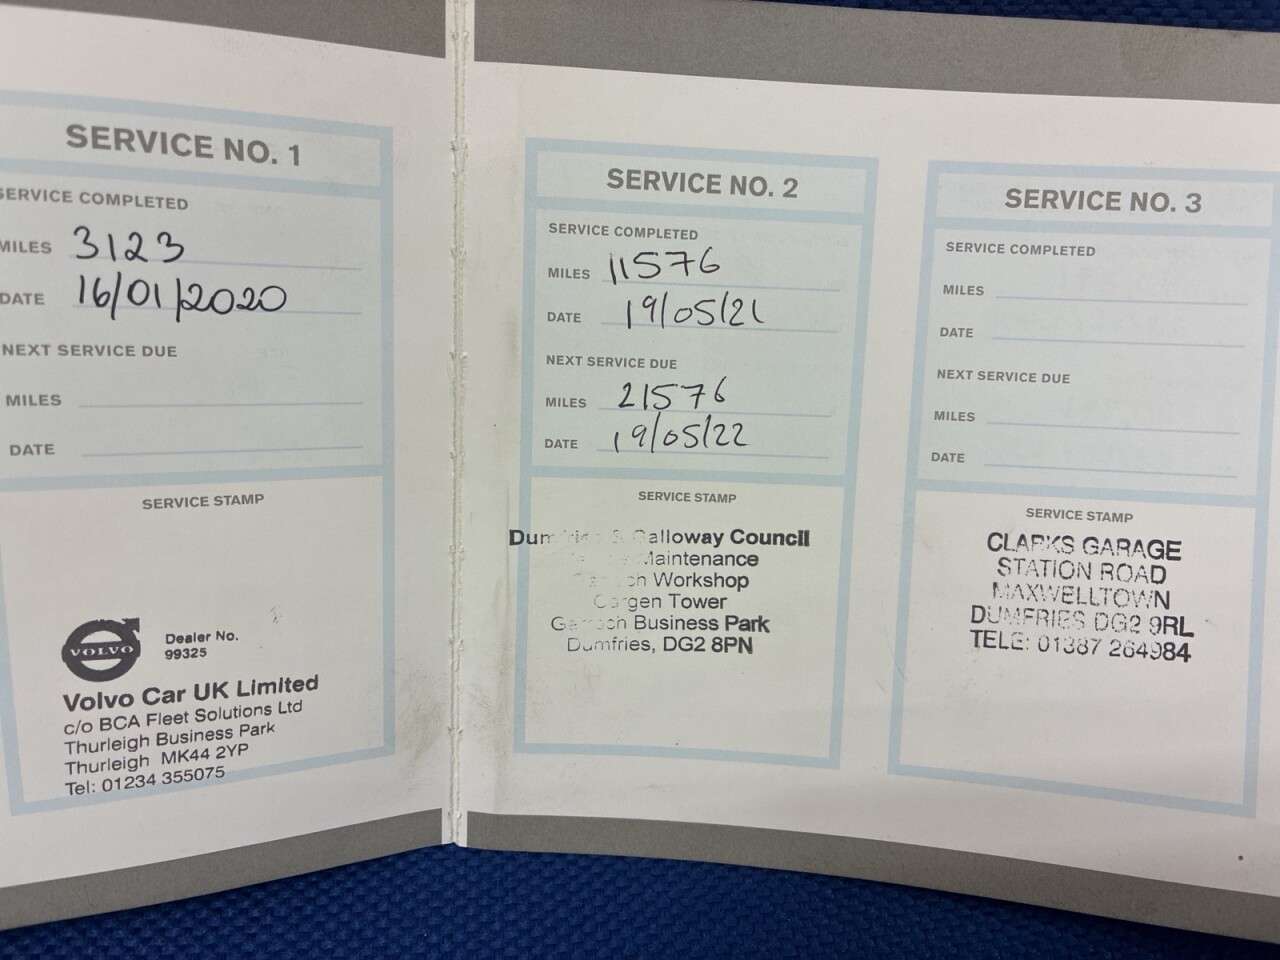 SERVICE NO. 1
SERVICE COMPLETED
MILES 3123
DATE 16/01/2020
NEXT SERVICE DUE
MILES
DATE
SERVICE STAMP
VOLVO
Dealer No.
99325
Volvo Car UK Limited
c/o BCA Fleet Solutions Ltd
Thurleigh Business Park
Thurleigh MK44 2YP
Tel: 01234 355075
SERVICE NO. 2
SERVICE COMPLETED
MILES 11576
DATE 19/05/21
NEXT SERVICE DUE
MILES 21576
DATE 19/05/22
SERVICE STAMP
Dumfries & Galloway Council
Maintenance
Workshop
Cargen Tower
Garroch Business Park
Dumfries, DG2 8PN
SERVICE NO. 3
SERVICE COMPLETED
MILES
DATE
NEXT SERVICE DUE
MILES
DATE
SERVICE STAMP
CLARKS GARAGE
STATION ROAD
MAXWELLTOWN
DUMFRIES DG2 9RL
TELE: 01387 264984